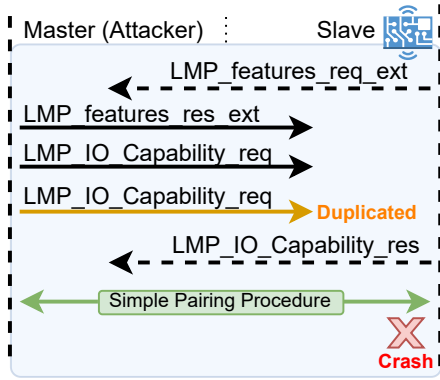 Master (Attacker) Slave
LMP_features_req_ext
LMP_features_res_ext
LMP_IO_Capability_req
LMP_IO_Capability_req
Duplicated
LMP_IO_Capability_res
Simple Pairing Procedure
Crash